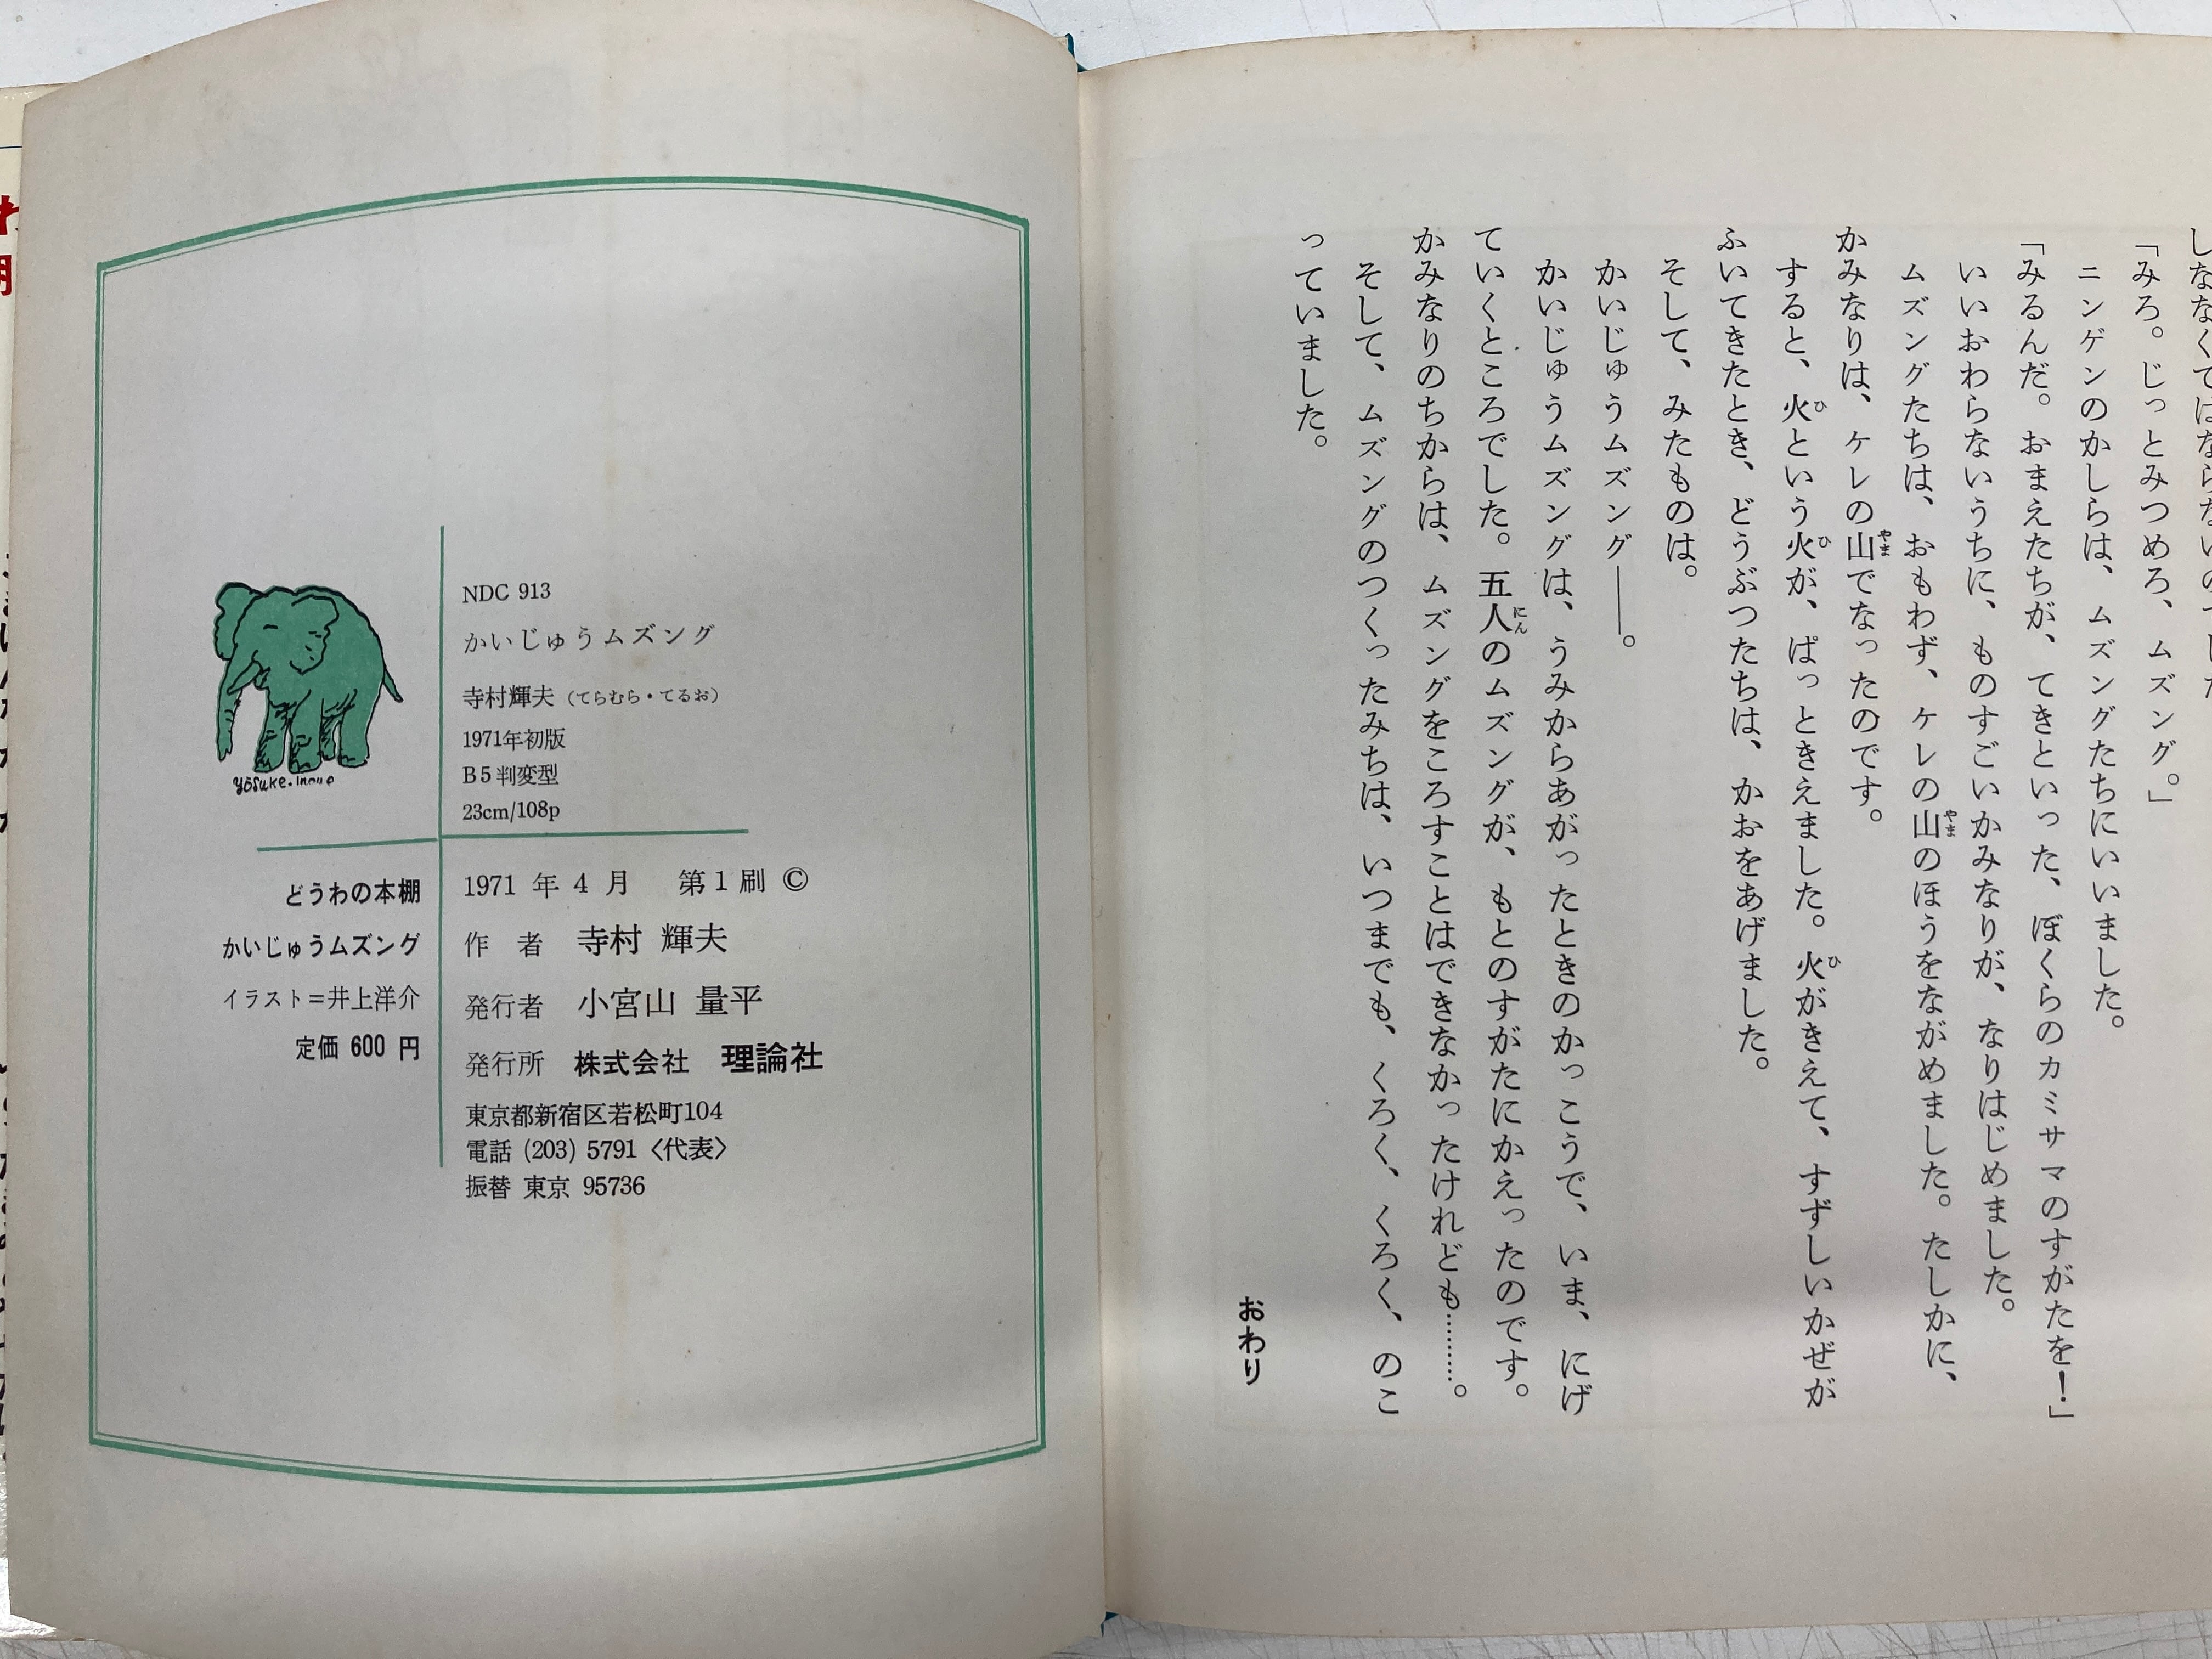 「みろ。じっとみつめろ、ムズング。」
ニンゲンのかしらは、ムズングたちにいいました。
「みるんだ。おまえたちが、てきといった、ぼくらのカミサマのすがたを！」
いいおわらないうちに、ものすごいかみなりが、なりはじめました。
ムズングたちは、おもわず、ケレの山のほうをながめました。たしかに、
かみなりは、ケレの山でなったのです。
すると、火という火が、ぱっときえました。火がきえて、すずしいかぜが
ふいてきたとき、どうぶつたちは、かおをあげました。
そして、みたものは。
かいじゅうムズング――。
かいじゅうムズングは、うみからあがったときのかっこうで、いま、にげ
ていくところでした。五人のムズングが、もとのすがたにかえったのです。
かみなりのちからは、ムズングをころすことはできなかったけれども………。
そして、ムズングのつくったみちは、いつまでも、くろく、くろく、のこ
っていました。
おわり
NDC 913
かいじゅうムズング
寺村輝夫（てらむら・てるお）
1971年初版
B5判変型
23cm/108p
Yôsuke.Inoue
どうわの本棚
かいじゅうムズング
イラスト＝井上洋介
定価 600 円
1971 年 4 月 第1刷 ©
作 者 寺村 輝夫
発行者 小宮山 量平
発行所 株式会社 理論社
東京都新宿区若松町104
電話 (203) 5791〈代表〉
振替 東京 95736